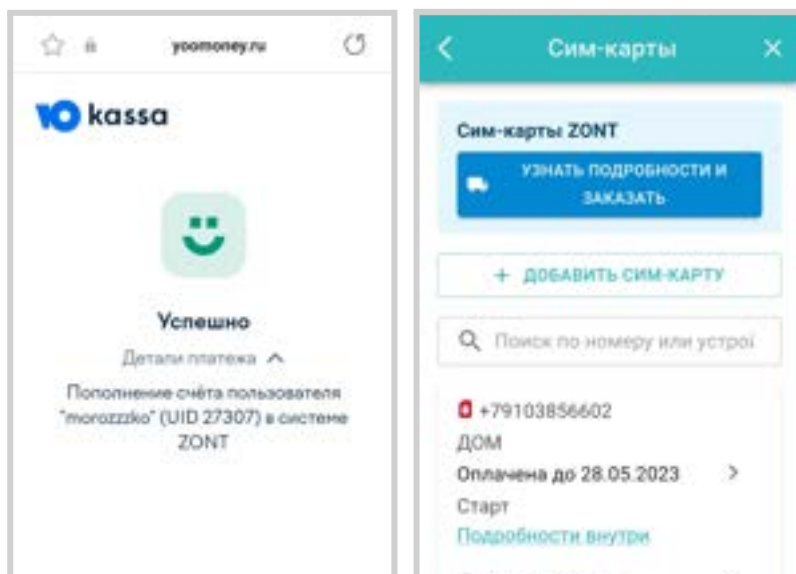 yoomoney.ru
Ю kassa
Успешно
Детали платежа
Пополнение счёта пользователя
"morozzzko" (UID 27307) в системе
ZONT
Сим-карты
Сим-карты ZONT
УЗНАТЬ ПОДРОБНОСТИ И
ЗАКАЗАТЬ
+ ДОБАВИТЬ СИМ-КАРТУ
Поиск по номеру или устрой
+79103856602
ДОМ
Оплачена до 28.05.2023
Старт
Подробности внутри